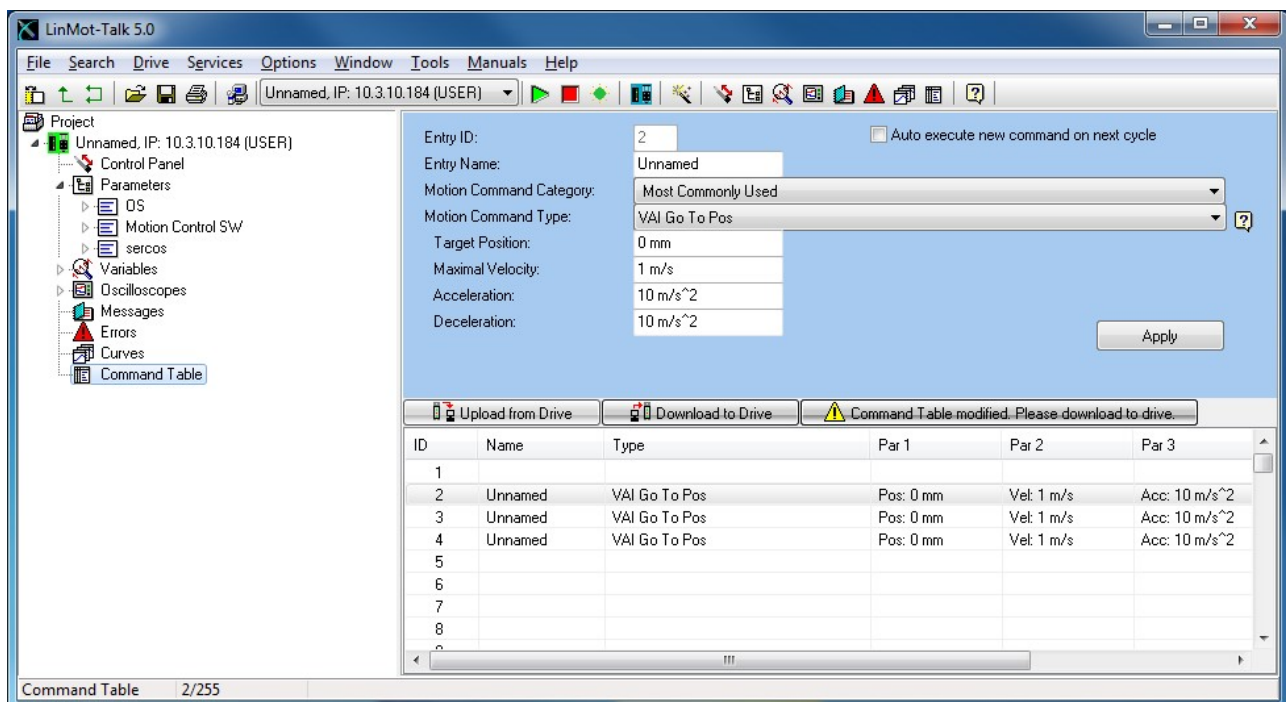 LinMot-Talk 5.0
File Search Drive Services Options Window Tools Manuals Help
Unnamed, IP: 10.3.10.184 (USER)
Project
Unnamed, IP: 10.3.10.184 (USER)
Control Panel
Parameters
OS
Motion Control SW
sercos
Variables
Oscilloscopes
Messages
Errors
Curves
Command Table
Entry ID: 2 Auto execute new command on next cycle
Entry Name: Unnamed
Motion Command Category: Most Commonly Used
Motion Command Type: VAI Go To Pos
Target Position: 0 mm
Maximal Velocity: 1 m/s
Acceleration: 10 m/s^2
Deceleration: 10 m/s^2
Apply
Upload from Drive Download to Drive Command Table modified. Please download to drive.
ID Name Type Par 1 Par 2 Par 3
1
2 Unnamed VAI Go To Pos Pos: 0 mm Vel: 1 m/s Acc: 10 m/s^2
3 Unnamed VAI Go To Pos Pos: 0 mm Vel: 1 m/s Acc: 10 m/s^2
4 Unnamed VAI Go To Pos Pos: 0 mm Vel: 1 m/s Acc: 10 m/s^2
5
6
7
8
Command Table 2/255